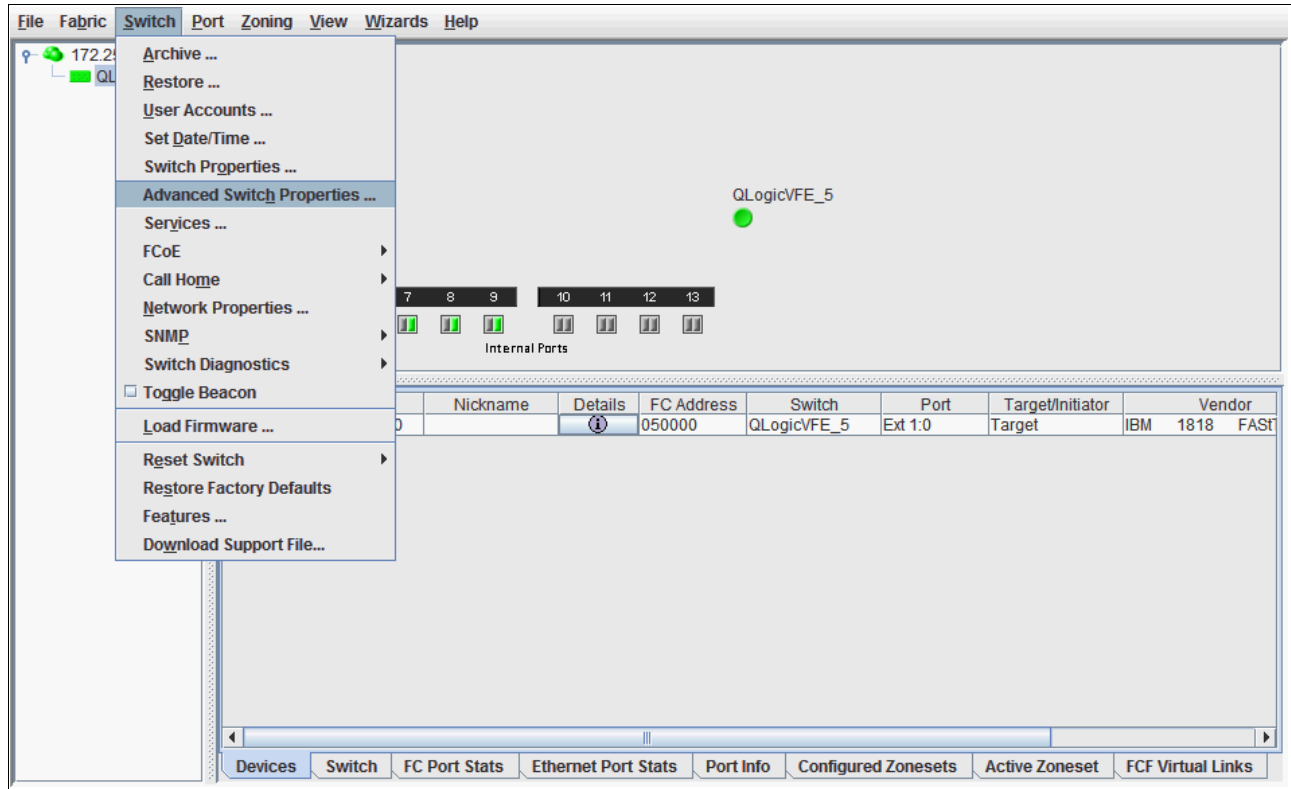 File Fabric Switch Port Zoning View Wizards Help
172.2
QL
Archive ...
Restore ...
User Accounts ...
Set Date/Time ...
Switch Properties ...
Advanced Switch Properties ...
Services ...
FCoE
Call Home
Network Properties ...
SNMP
Switch Diagnostics
Toggle Beacon
Load Firmware ...
Reset Switch
Restore Factory Defaults
Features ...
Download Support File...
QLogicVFE_5
7 8 9 10 11 12 13
Internal Ports
Nickname Details FC Address Switch Port Target/Initiator Vendor
0 050000 QLogicVFE_5 Ext 1:0 Target IBM 1818 FAStT
Devices Switch FC Port Stats Ethernet Port Stats Port Info Configured Zonesets Active Zoneset FCF Virtual Links